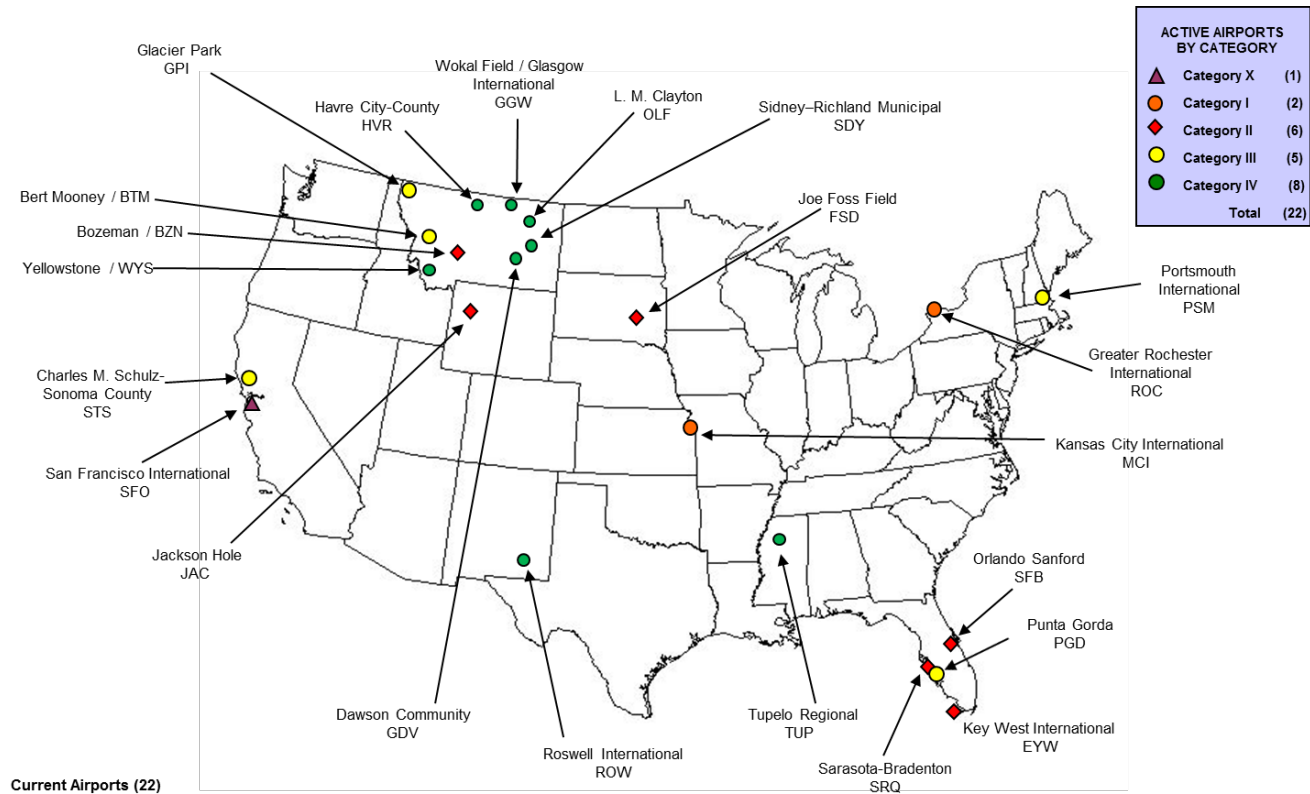 Glacier Park
GPI
Wokal Field / Glasgow
International
GGW
Havre City-County
HVR
L. M. Clayton
OLF
Sidney–Richland Municipal
SDY
ACTIVE AIRPORTS
BY CATEGORY
Category X (1)
Category I (2)
Category II (6)
Category III (5)
Category IV (8)
Total (22)
Bert Mooney / BTM
Bozeman / BZN
Yellowstone / WYS
Joe Foss Field
FSD
Portsmouth
International
PSM
Greater Rochester
International
ROC
Charles M. Schulz-
Sonoma County
STS
San Francisco International
SFO
Kansas City International
MCI
Jackson Hole
JAC
Orlando Sanford
SFB
Punta Gorda
PGD
Dawson Community
GDV
Roswell International
ROW
Tupelo Regional
TUP
Key West International
EYW
Sarasota-Bradenton
SRQ
Current Airports (22)